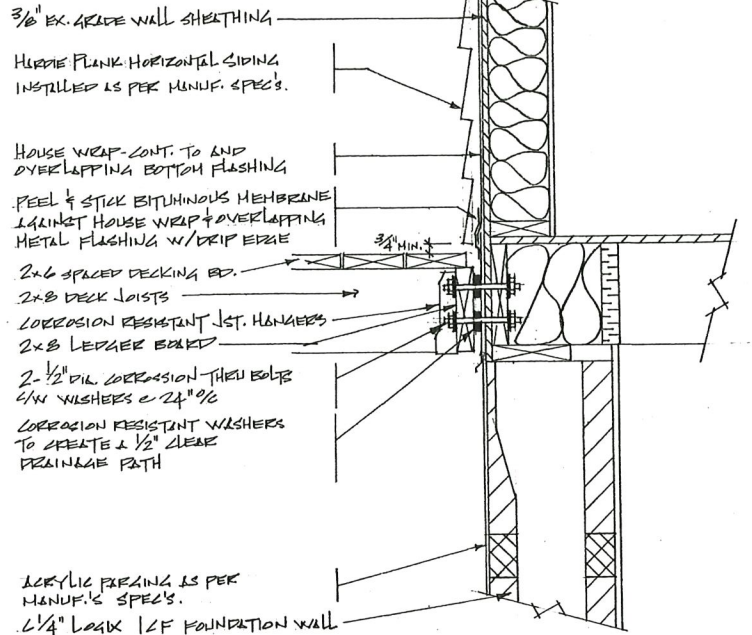 3/8" EX. GRADE WALL SHEATHING
HARDIE PLANK HORIZONTAL SIDING
INSTALLED AS PER MANUF. SPEC'S.
HOUSE WRAP-CONT. TO AND
OVERLAPPING BOTTOM FLASHING
PEEL & STICK BITUMINOUS MEMBRANE
AGAINST HOUSE WRAP & OVERLAPPING
METAL FLASHING W/DRIP EDGE
3/4" MIN.
2x6 SPACED DECKING BD.
2x8 DECK JOISTS
CORROSION RESISTANT JST. HANGERS
2x8 LEDGER BOARD
2-1/2" DIA. CORROSSION THRU BOLTS
C/W WASHERS @ 24" O/C
CORROSION RESISTANT WASHERS
TO CREATE A 1/2" CLEAR
DRAINAGE PATH
ACRYLIC PARGING AS PER
MANUF.'S SPEC'S.
LOGIX ICF FOUNDATION WALL